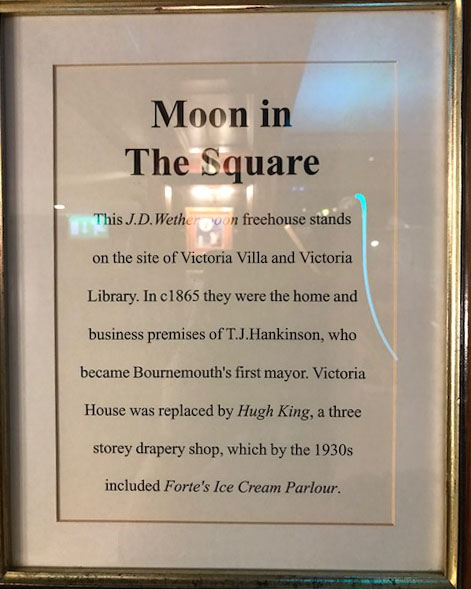 Moon in
The Square
This J.D.Wetherspoon freehouse stands
on the site of Victoria Villa and Victoria
Library. In c1865 they were the home and
business premises of T.J.Hankinson, who
became Bournemouth's first mayor. Victoria
House was replaced by Hugh King, a three
storey drapery shop, which by the 1930s
included Forte's Ice Cream Parlour.